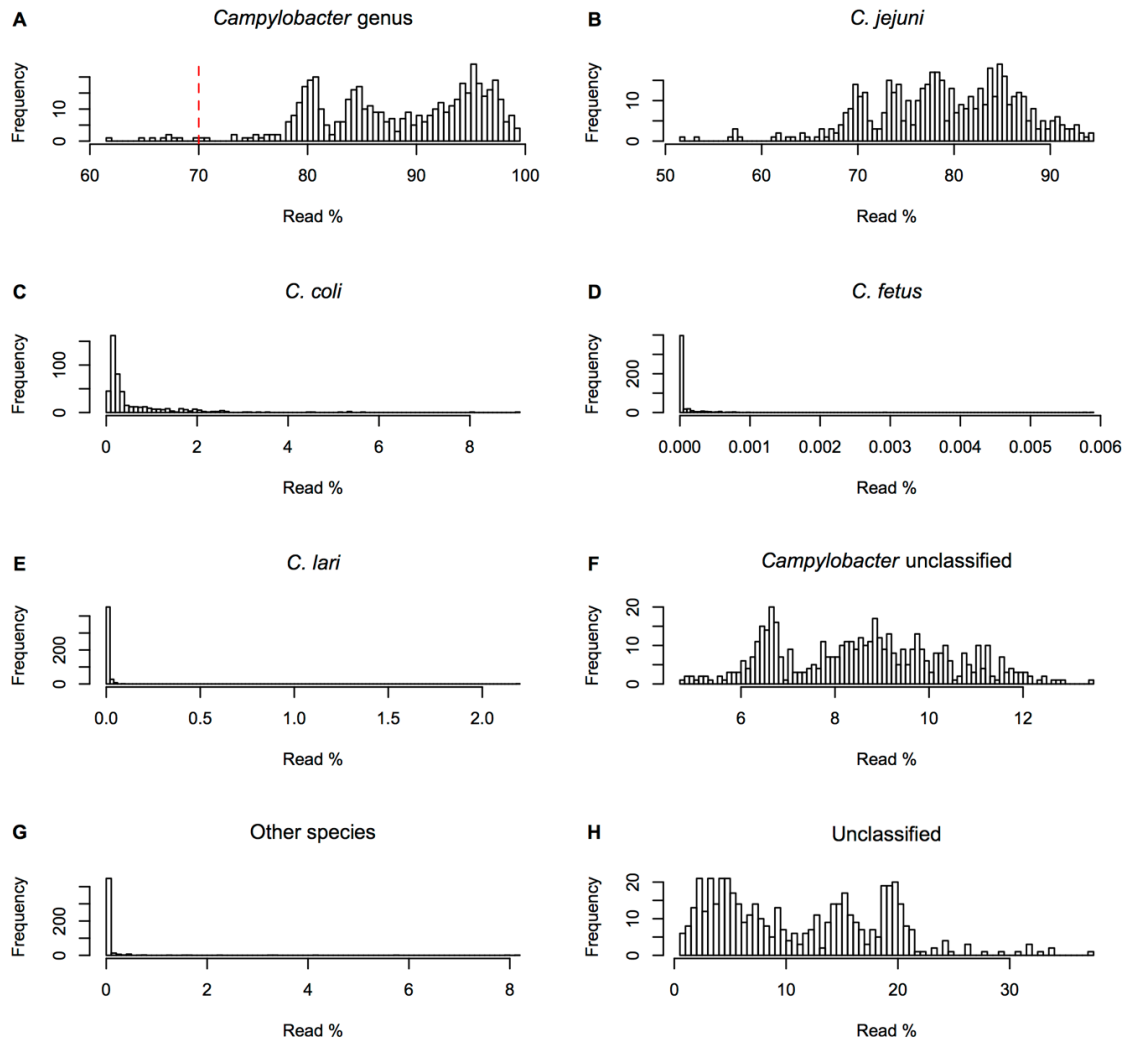 A
Campylobacter genus
Frequency
0
10
60
70
80
90
100
Read %
B
C. jejuni
Frequency
0
10
50
60
70
80
90
Read %
C
C. coli
Frequency
0
100
0
2
4
6
8
Read %
D
C. fetus
Frequency
0
200
0.000
0.001
0.002
0.003
0.004
0.005
0.006
Read %
E
C. lari
Frequency
0
200
0.0
0.5
1.0
1.5
2.0
Read %
F
Campylobacter unclassified
Frequency
0
10
20
6
8
10
12
Read %
G
Other species
Frequency
0
200
0
2
4
6
8
Read %
H
Unclassified
Frequency
0
10
20
0
10
20
30
Read %